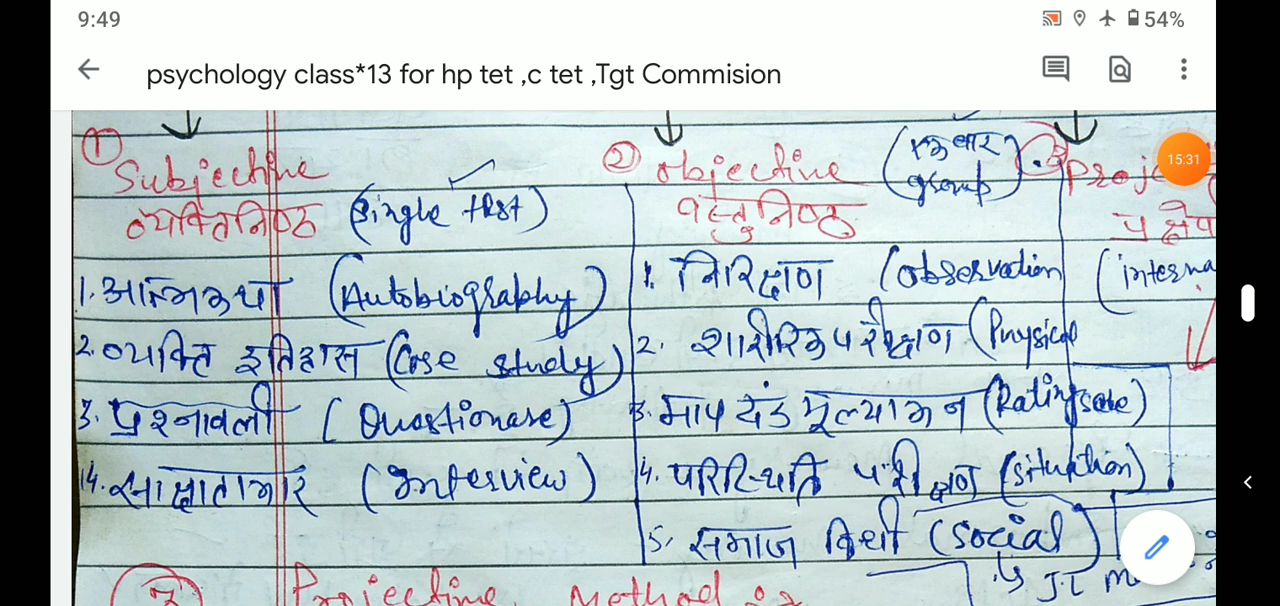 9:49 54%
psychology class*13 for hp tet ,c tet ,Tgt Commision
15:31
① Subjective
व्यक्तिनिष्ठ (Single test)
② objective
वस्तुनिष्ठ
group
1. आत्मकथा (Autobiography)
2. व्यक्ति इतिहास (Case study)
3. प्रश्नावली (Questionare)
4. साक्षातकार (Interview)
1. निरिक्षण (observation
2. शारीरिक परीक्षण (Physical
3. माप दंड मूल्याकन (Rating scale)
4. परिस्थिति परीक्षण (situation)
5. समाज (Social)
③ Proje
प्रक्षेप
(interna
J.L
Projective Method